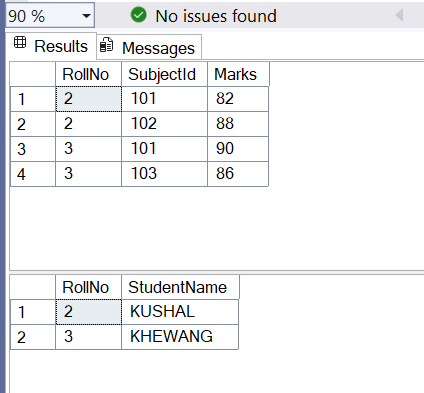 90 % No issues found
Results Messages
RollNo SubjectId Marks
1 2 101 82
2 2 102 88
3 3 101 90
4 3 103 86
RollNo StudentName
1 2 KUSHAL
2 3 KHEWANG